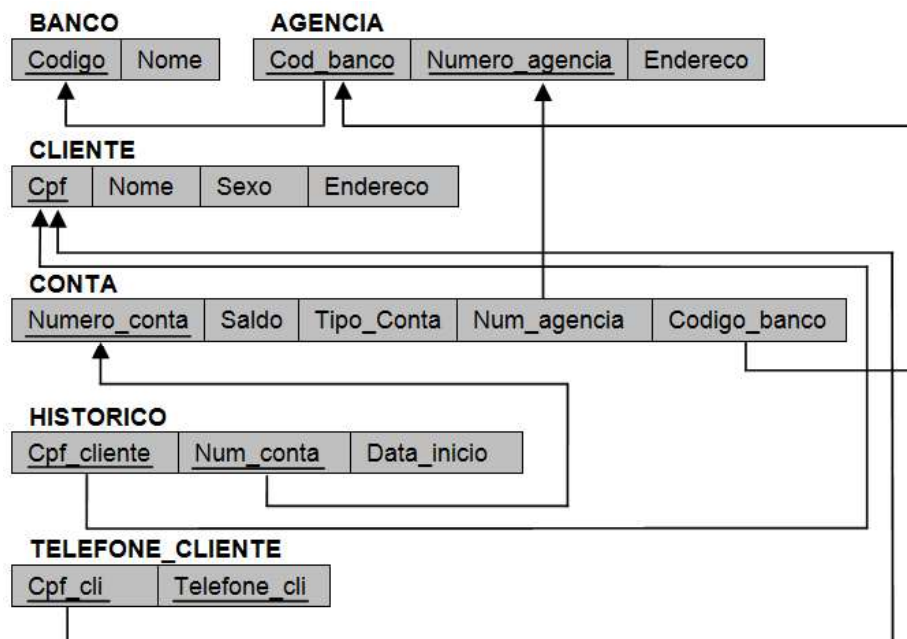 BANCO AGENCIA
Codigo Nome Cod_banco Numero_agencia Endereco
CLIENTE
Cpf Nome Sexo Endereco
CONTA
Numero_conta Saldo Tipo_Conta Num_agencia Codigo_banco
HISTORICO
Cpf_cliente Num_conta Data_inicio
TELEFONE_CLIENTE
Cpf_cli Telefone_cli